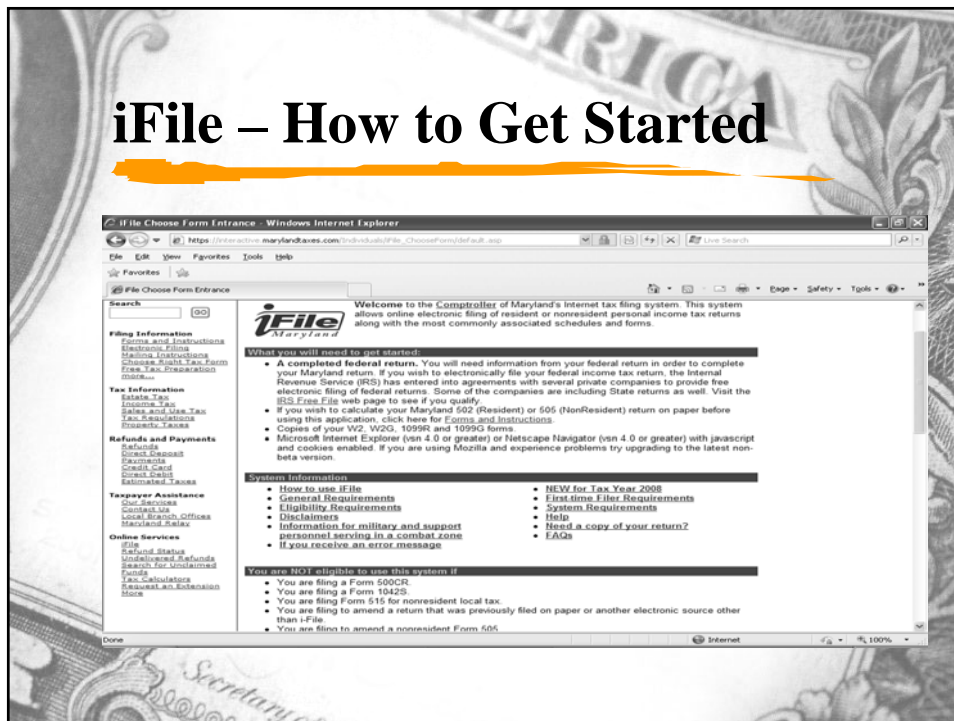 ERICA
iFile – How to Get Started
iFile Choose Form Entrance - Windows Internet Explorer
https://interactive.marylandtaxes.com/Individuals/iFile_ChooseForm/default.asp
Live Search
File Edit View Favorites Tools Help
Favorites
iFile Choose Form Entrance
Page Safety Tools
Search
GO
Filing Information
Forms and Instructions
Electronic Filing
Mailing Instructions
Choose Right Tax Form
Free Tax Preparation
more....
Tax Information
Estate Tax
Income Tax
Sales and Use Tax
Tax Regulations
Property Taxes
Refunds and Payments
Refunds
Direct Deposit
Payments
Credit Card
Direct Debit
Estimated Taxes
Taxpayer Assistance
Our Services
Contact Us
Local Branch Offices
Maryland Relay
Online Services
iFile
Refund Status
Undelivered Refunds
Search for Unclaimed
Funds
Tax Calculators
Request an Extension
More
iFile
Maryland
Welcome to the Comptroller of Maryland's Internet tax filing system. This system
allows online electronic filing of resident or nonresident personal income tax returns
along with the most commonly associated schedules and forms.
What you will need to get started:
• A completed federal return. You will need information from your federal return in order to complete
your Maryland return. If you wish to electronically file your federal income tax return, the Internal
Revenue Service (IRS) has entered into agreements with several private companies to provide free
electronic filing of federal returns. Some of the companies are including State returns as well. Visit the
IRS Free File web page to see if you qualify.
• If you wish to calculate your Maryland 502 (Resident) or 505 (NonResident) return on paper before
using this application, click here for Forms and Instructions.
• Copies of your W2, W2G, 1099R and 1099G forms.
• Microsoft Internet Explorer (vsn 4.0 or greater) or Netscape Navigator (vsn 4.0 or greater) with javascript
and cookies enabled. If you are using Mozilla and experience problems try upgrading to the latest non-
beta version.
System Information
• How to use iFile
• General Requirements
• Eligibility Requirements
• Disclaimers
• Information for military and support
personnel serving in a combat zone
• If you receive an error message
• NEW for Tax Year 2008
• First-time Filer Requirements
• System Requirements
• Help
• Need a copy of your return?
• FAQs
You are NOT eligible to use this system if
• You are filing a Form 500CR.
• You are filing a Form 1042S.
• You are filing Form 515 for nonresident local tax.
• You are filing to amend a return that was previously filed on paper or another electronic source other
than i-File.
• You are filing to amend a nonresident Form 505.
Done
Internet
100%
Secretary of